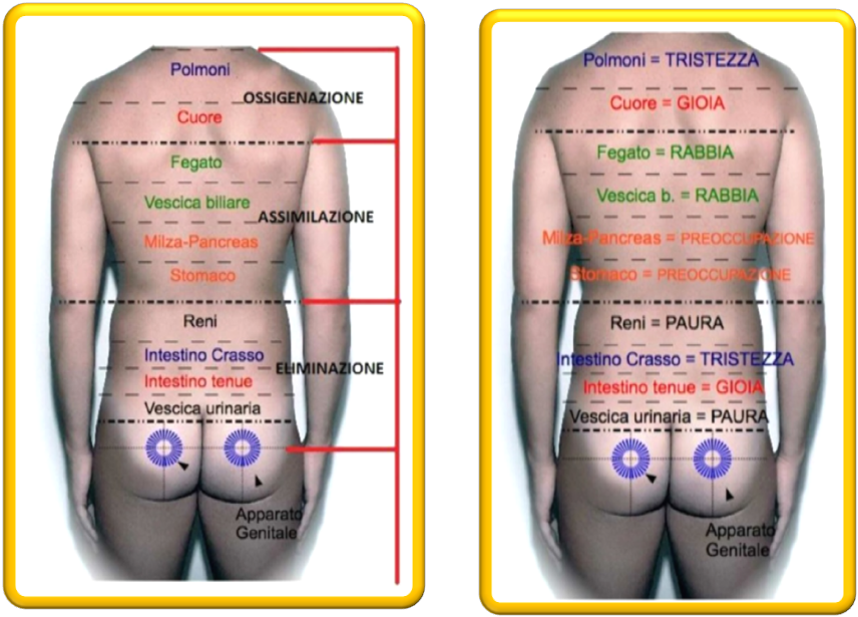 Polmoni
OSSIGENAZIONE
Cuore
Fegato
Vescica biliare
ASSIMILAZIONE
Milza-Pancreas
Stomaco
Reni
Intestino Crasso
ELIMINAZIONE
Intestino tenue
Vescica urinaria
Apparato
Genitale
Polmoni = TRISTEZZA
Cuore = GIOIA
Fegato = RABBIA
Vescica b. = RABBIA
Milza-Pancreas = PREOCCUPAZIONE
Stomaco = PREOCCUPAZIONE
Reni = PAURA
Intestino Crasso = TRISTEZZA
Intestino tenue = GIOIA
Vescica urinaria = PAURA
Apparato
Genitale